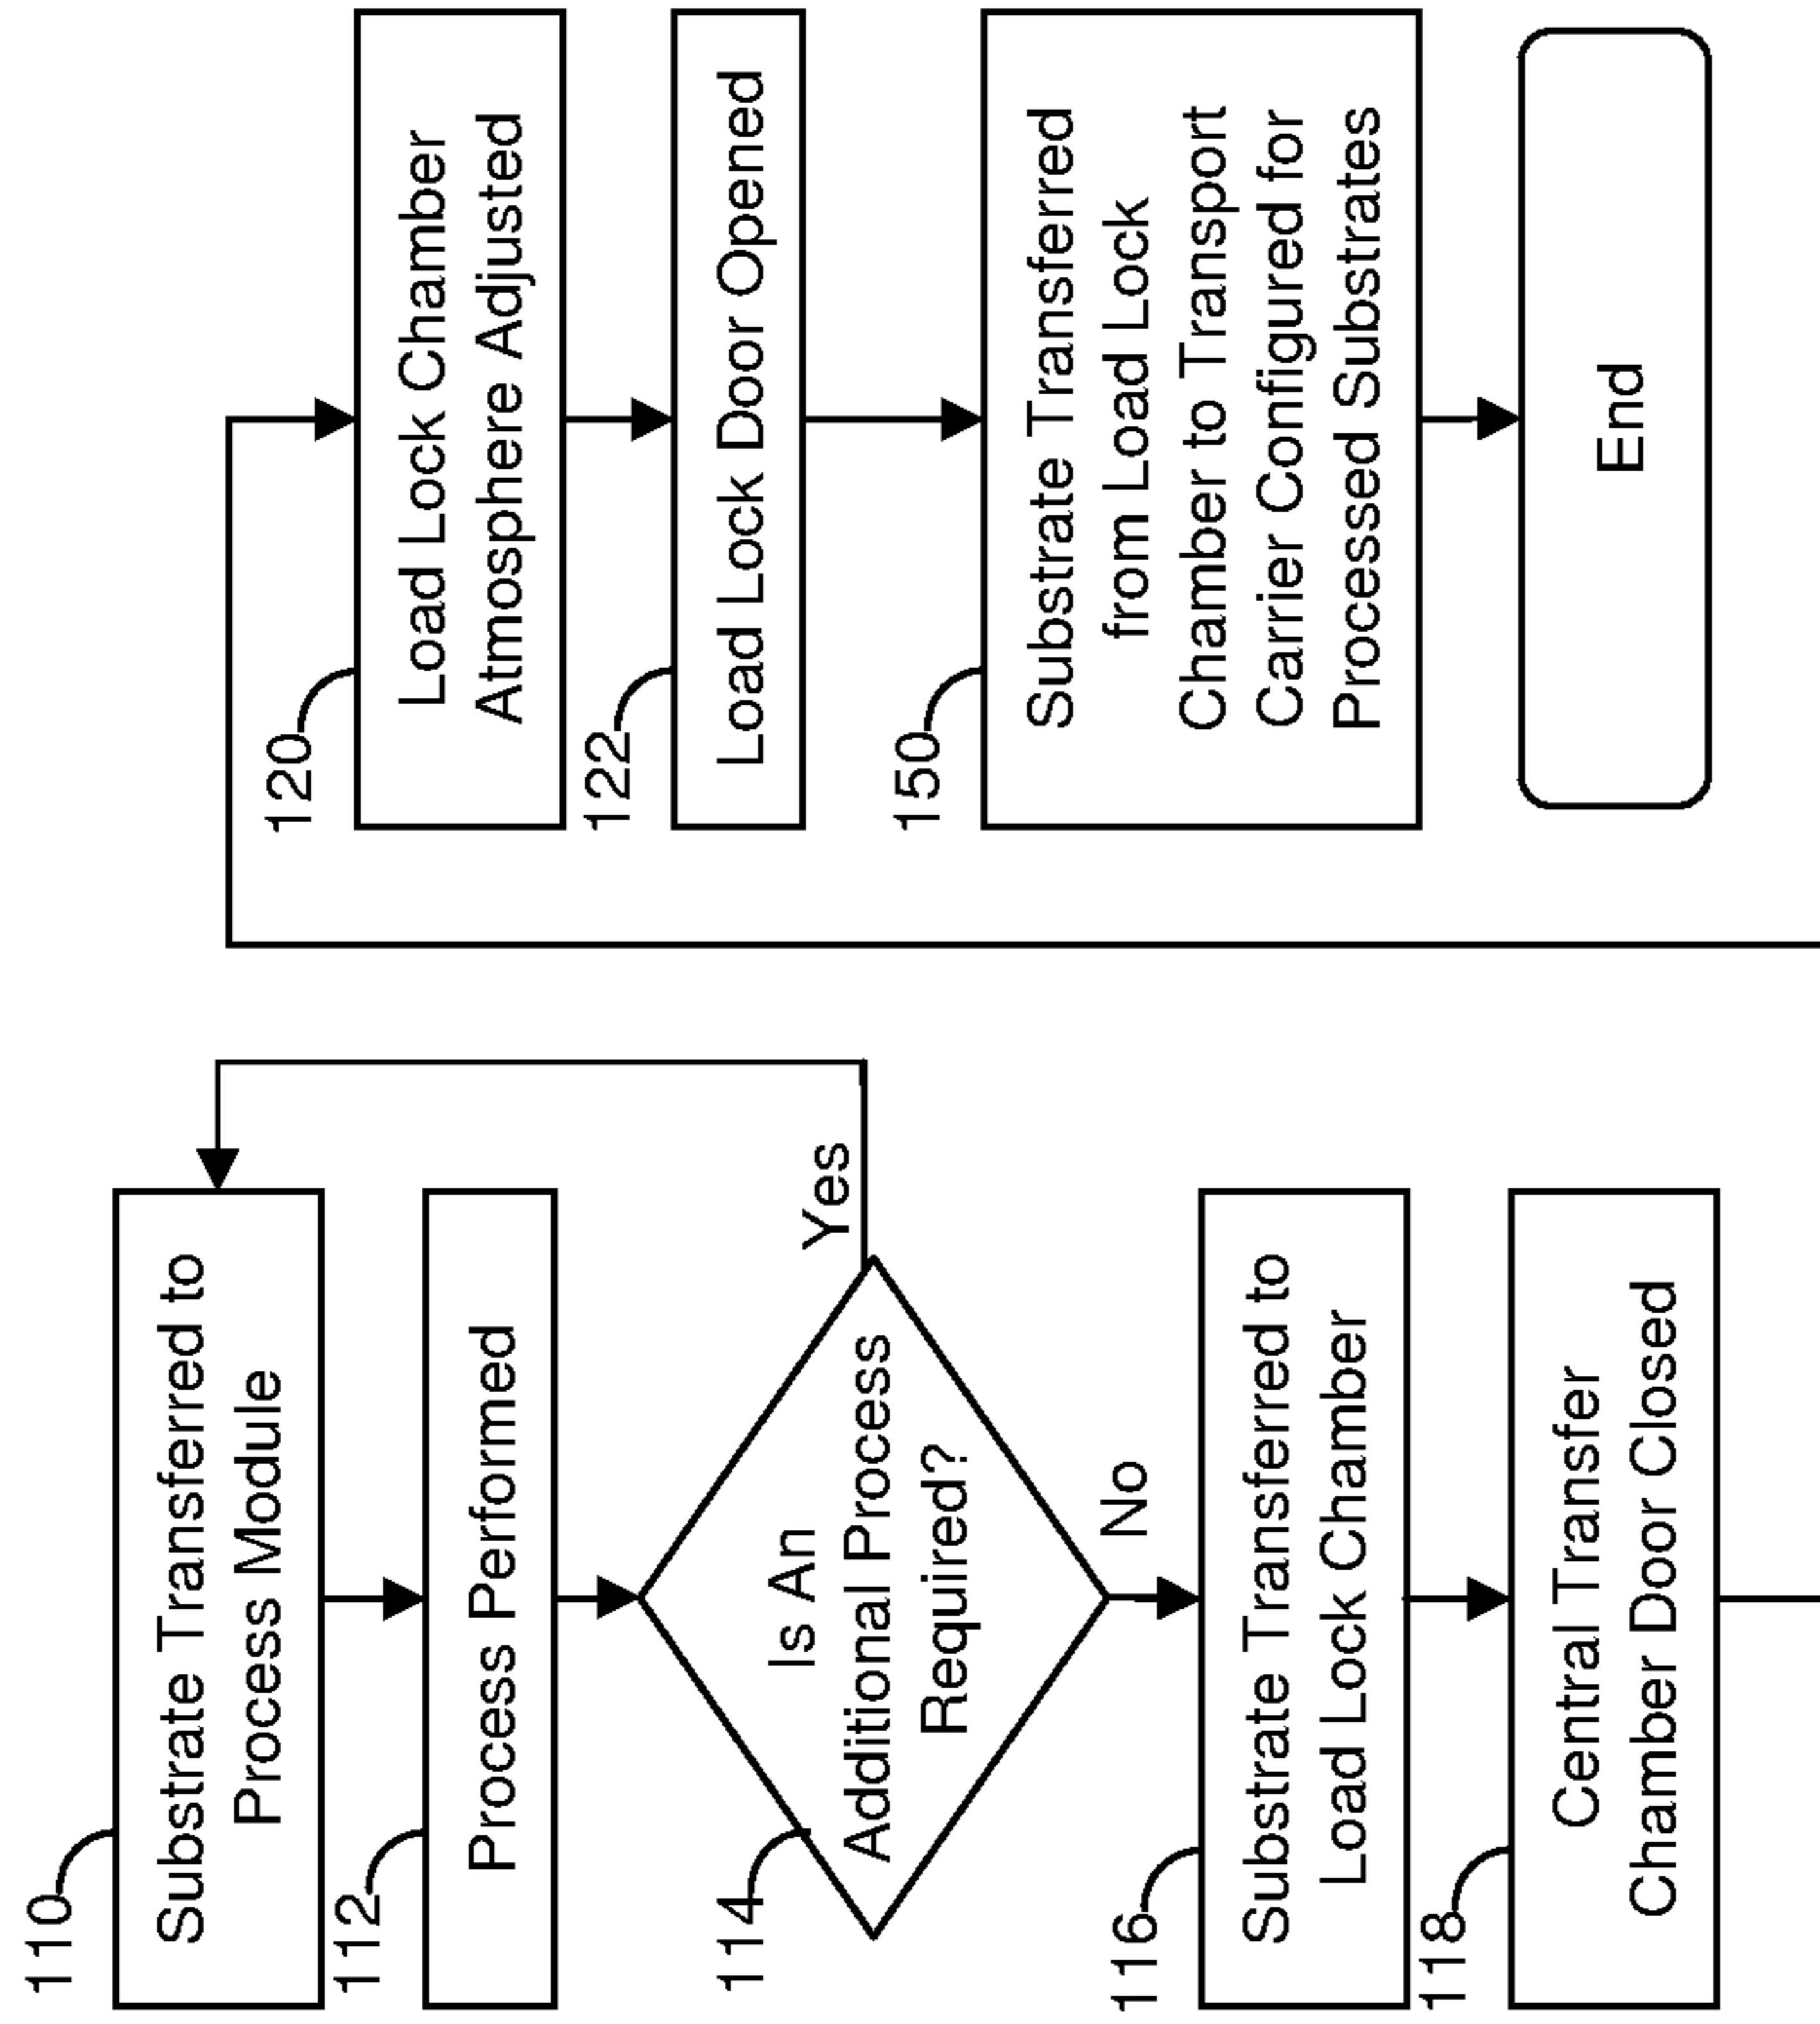 110
Substrate Transferred to
Process Module
112
Process Performed
114
Is An
Additional Process
Required?
Yes
No
116
Substrate Transferred to
Load Lock Chamber
118
Central Transfer
Chamber Door Closed
120
Load Lock Chamber
Atmosphere Adjusted
122
Load Lock Door Opened
150
Substrate Transferred
from Load Lock
Chamber to Transport
Carrier Configured for
Processed Substrates
End